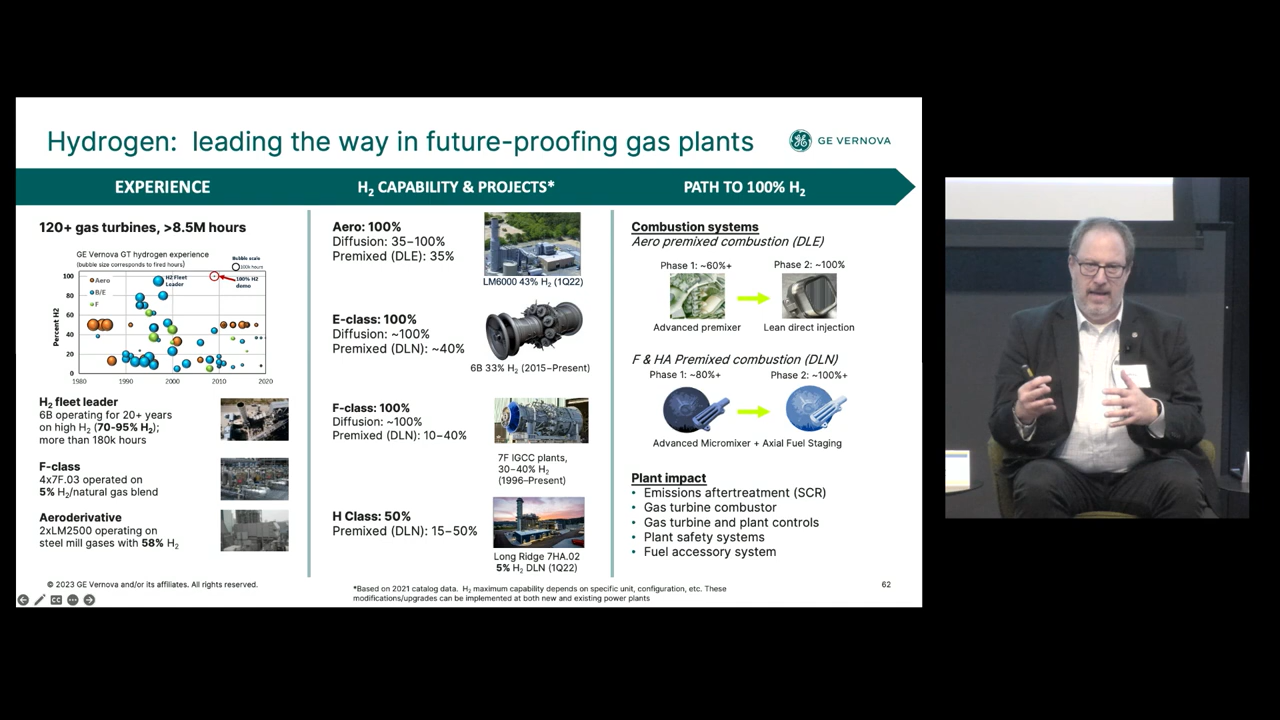 Hydrogen: leading the way in future-proofing gas plants
GE VERNOVA
EXPERIENCE
H₂ CAPABILITY & PROJECTS*
PATH TO 100% H₂
120+ gas turbines, >8.5M hours
GE Vernova GT hydrogen experience
(bubble size corresponds to fired hours)
Bubble scale
100k hours
Aero
B/E
F
H2 Fleet
Leader
100% H2
demo
Percent H2
100
80
60
40
20
0
1980 1990 2000 2010 2020
H₂ fleet leader
6B operating for 20+ years
on high H₂ (70-95% H₂);
more than 180k hours
F-class
4x7F.03 operated on
5% H₂/natural gas blend
Aeroderivative
2xLM2500 operating on
steel mill gases with 58% H₂
Aero: 100%
Diffusion: 35–100%
Premixed (DLE): 35%
LM6000 43% H₂ (1Q22)
E-class: 100%
Diffusion: ~100%
Premixed (DLN): ~40%
6B 33% H₂ (2015–Present)
F-class: 100%
Diffusion: ~100%
Premixed (DLN): 10–40%
7F IGCC plants,
30–40% H₂
(1996–Present)
H Class: 50%
Premixed (DLN): 15–50%
Long Ridge 7HA.02
5% H₂ DLN (1Q22)
Combustion systems
Aero premixed combustion (DLE)
Phase 1: ~60%+
Phase 2: ~100%
Advanced premixer
Lean direct injection
F & HA Premixed combustion (DLN)
Phase 1: ~80%+
Phase 2: ~100%+
Advanced Micromixer + Axial Fuel Staging
Plant impact
• Emissions aftertreatment (SCR)
• Gas turbine combustor
• Gas turbine and plant controls
• Plant safety systems
• Fuel accessory system
© 2023 GE Vernova and/or its affiliates. All rights reserved.
*Based on 2021 catalog data. H₂ maximum capability depends on specific unit, configuration, etc. These
modifications/upgrades can be implemented at both new and existing power plants
62
CC